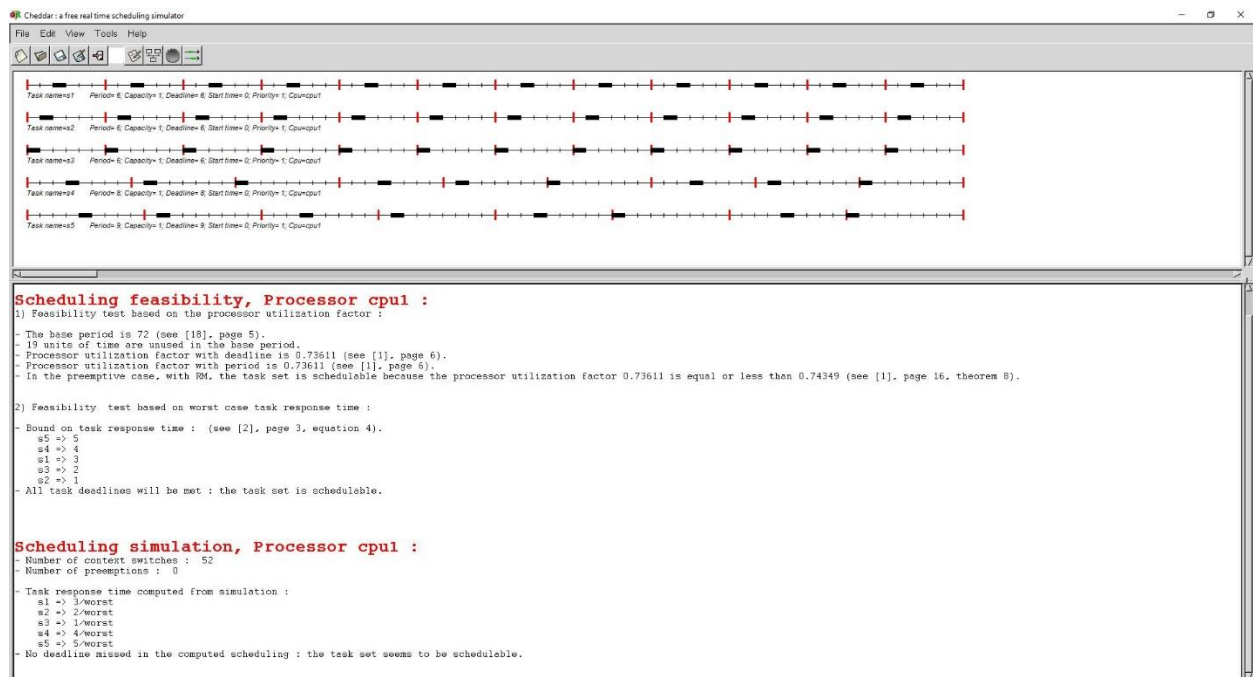 Cheddar : a free real time scheduling simulator
File Edit View Tools Help
Task name=s1 Period= 6; Capacity= 1; Deadline= 6; Start time= 0; Priority= 1; Cpu=cpu1
Task name=s2 Period= 6; Capacity= 1; Deadline= 6; Start time= 0; Priority= 1; Cpu=cpu1
Task name=s3 Period= 6; Capacity= 1; Deadline= 6; Start time= 0; Priority= 1; Cpu=cpu1
Task name=s4 Period= 8; Capacity= 1; Deadline= 8; Start time= 0; Priority= 1; Cpu=cpu1
Task name=s5 Period= 9; Capacity= 1; Deadline= 9; Start time= 0; Priority= 1; Cpu=cpu1
Scheduling feasibility, Processor cpu1 :
1) Feasibility test based on the processor utilization factor :
- The base period is 72 (see [18], page 5).
- 19 units of time are unused in the base period.
- Processor utilization factor with deadline is 0.73611 (see [1], page 6).
- Processor utilization factor with period is 0.73611 (see [1], page 6).
- In the preemptive case, with RM, the task set is schedulable because the processor utilization factor 0.73611 is equal or less than 0.74349 (see [1], page 16, theorem 8).
2) Feasibility test based on worst case task response time :
- Bound on task response time : (see [2], page 3, equation 4).
s5 => 5
s4 => 4
s1 => 3
s3 => 2
s2 => 1
- All task deadlines will be met : the task set is schedulable.
Scheduling simulation, Processor cpu1 :
- Number of context switches : 52
- Number of preemptions : 0
- Task response time computed from simulation :
s1 => 3/worst
s2 => 2/worst
s3 => 1/worst
s4 => 4/worst
s5 => 5/worst
- No deadline missed in the computed scheduling : the task set seems to be schedulable.